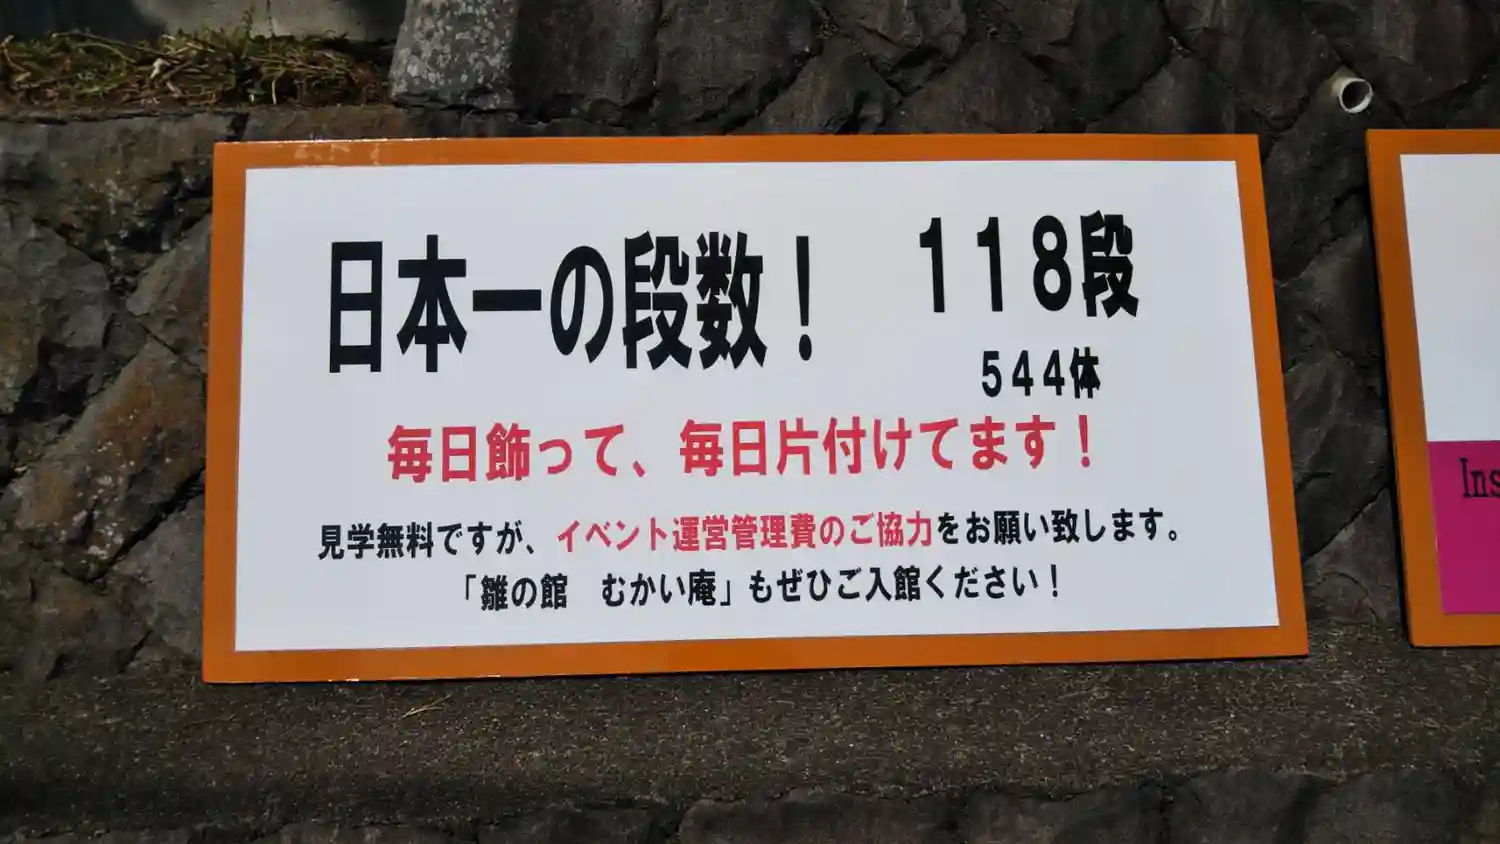 日本一の段数！　118段
544体
毎日飾って、毎日片付けてます！
見学無料ですが、イベント運営管理費のご協力をお願い致します。
「雛の館　むかい庵」もぜひご入館ください！
Ins